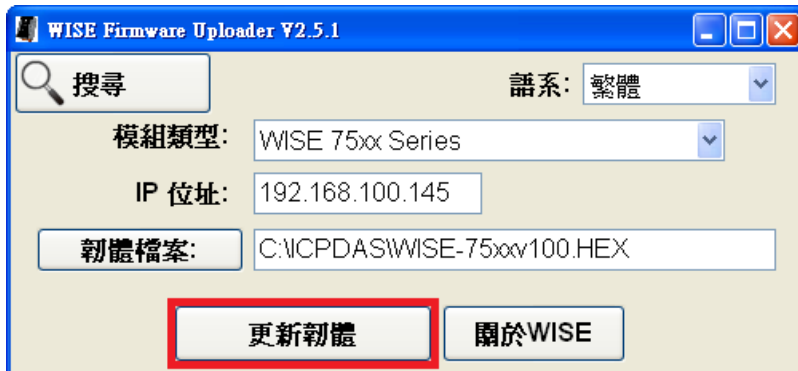 WISE Firmware Uploader V2.5.1
搜尋 語系: 繁體
模組類型: WISE 75xx Series
IP 位址: 192.168.100.145
韌體檔案: C:\ICPDAS\WISE-75xxv100.HEX
更新韌體 關於WISE